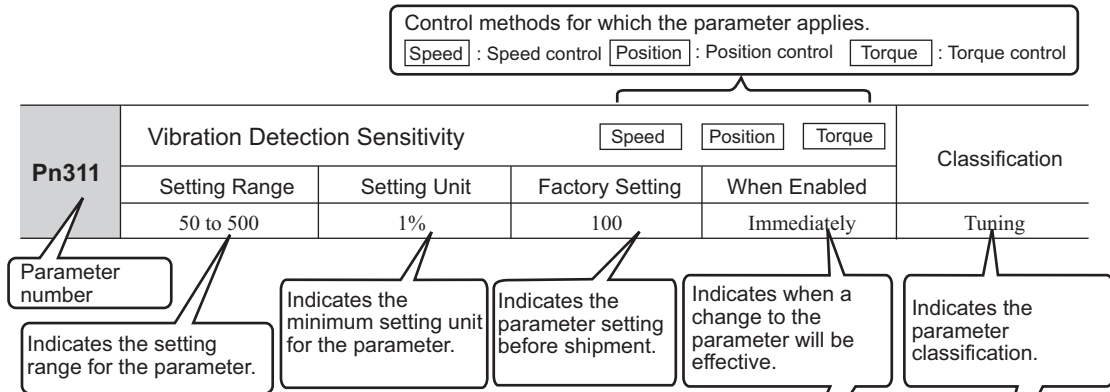 Control methods for which the parameter applies.
Speed : Speed control Position : Position control Torque : Torque control
Pn311
Vibration Detection Sensitivity Speed Position Torque
Classification
Setting Range Setting Unit Factory Setting When Enabled
50 to 500 1% 100 Immediately Tuning
Parameter
number
Indicates the setting
range for the parameter.
Indicates the
minimum setting unit
for the parameter.
Indicates the
parameter setting
before shipment.
Indicates when a
change to the
parameter will be
effective.
Indicates the
parameter
classification.